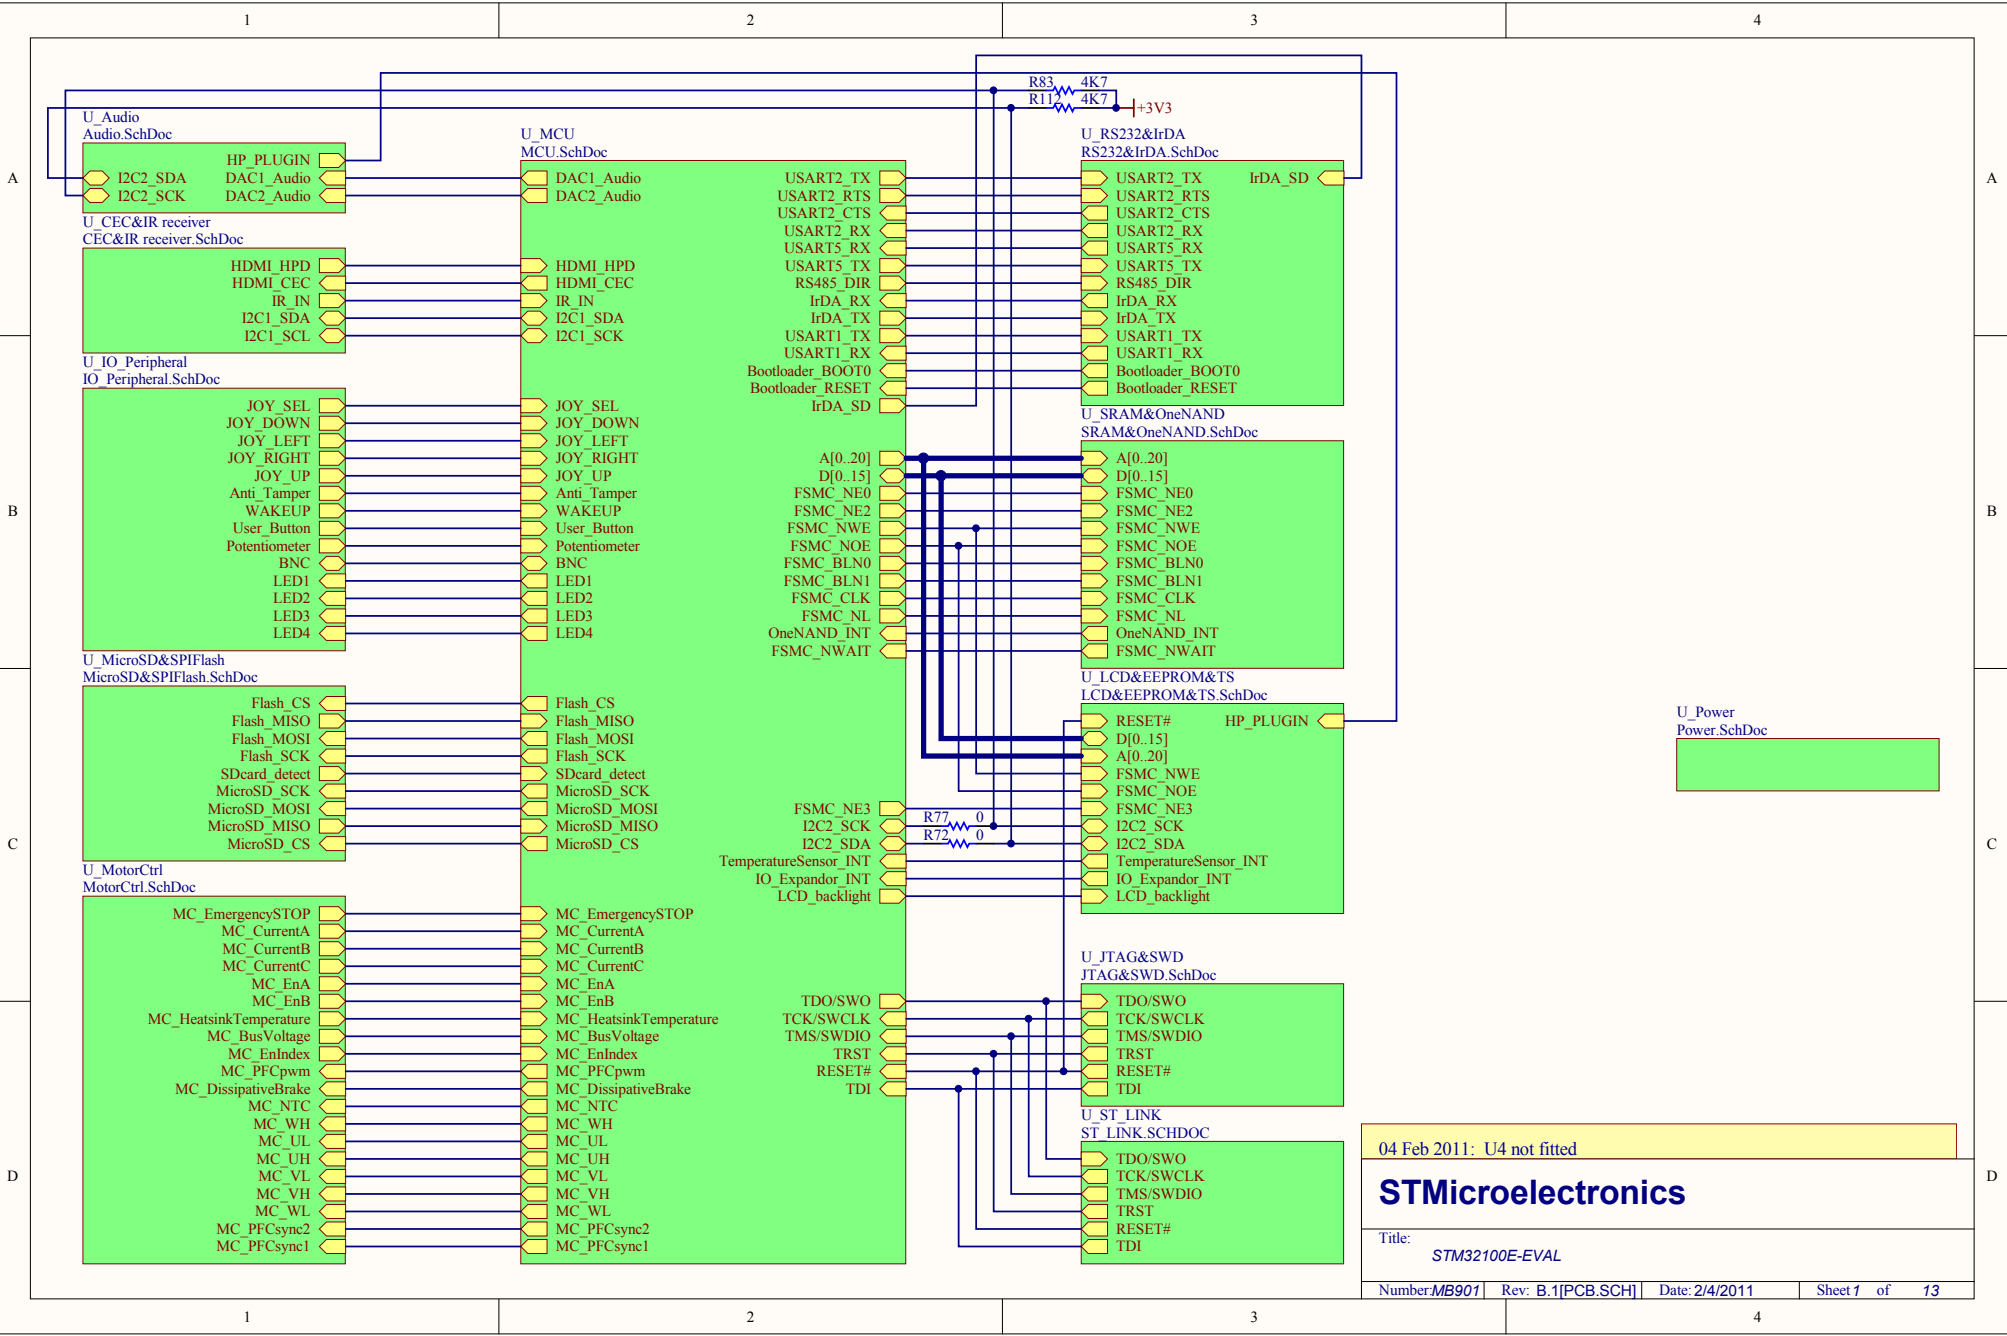 1 2 3 4
A
B
C
D
A
B
C
D
U_Audio
Audio.SchDoc
HP_PLUGIN
I2C2_SDA DAC1_Audio
I2C2_SCK DAC2_Audio
U_CEC&IR receiver
CEC&IR receiver.SchDoc
HDMI_HPD
HDMI_CEC
IR_IN
I2C1_SDA
I2C1_SCL
U_IO_Peripheral
IO_Peripheral.SchDoc
JOY_SEL
JOY_DOWN
JOY_LEFT
JOY_RIGHT
JOY_UP
Anti_Tamper
WAKEUP
User_Button
Potentiometer
BNC
LED1
LED2
LED3
LED4
U_MicroSD&SPIFlash
MicroSD&SPIFlash.SchDoc
Flash_CS
Flash_MISO
Flash_MOSI
Flash_SCK
SDcard_detect
MicroSD_SCK
MicroSD_MOSI
MicroSD_MISO
MicroSD_CS
U_MotorCtrl
MotorCtrl.SchDoc
MC_EmergencySTOP
MC_CurrentA
MC_CurrentB
MC_CurrentC
MC_EnA
MC_EnB
MC_HeatsinkTemperature
MC_BusVoltage
MC_EnIndex
MC_PFCpwm
MC_DissipativeBrake
MC_NTC
MC_WH
MC_UL
MC_UH
MC_VL
MC_VH
MC_WL
MC_PFCsync2
MC_PFCsync1
U_MCU
MCU.SchDoc
DAC1_Audio
DAC2_Audio
HDMI_HPD
HDMI_CEC
IR_IN
I2C1_SDA
I2C1_SCK
JOY_SEL
JOY_DOWN
JOY_LEFT
JOY_RIGHT
JOY_UP
Anti_Tamper
WAKEUP
User_Button
Potentiometer
BNC
LED1
LED2
LED3
LED4
Flash_CS
Flash_MISO
Flash_MOSI
Flash_SCK
SDcard_detect
MicroSD_SCK
MicroSD_MOSI
MicroSD_MISO
MicroSD_CS
MC_EmergencySTOP
MC_CurrentA
MC_CurrentB
MC_CurrentC
MC_EnA
MC_EnB
MC_HeatsinkTemperature
MC_BusVoltage
MC_EnIndex
MC_PFCpwm
MC_DissipativeBrake
MC_NTC
MC_WH
MC_UL
MC_UH
MC_VL
MC_VH
MC_WL
MC_PFCsync2
MC_PFCsync1
USART2_TX
USART2_RTS
USART2_CTS
USART2_RX
USART5_RX
USART5_TX
RS485_DIR
IrDA_RX
IrDA_TX
USART1_TX
USART1_RX
Bootloader_BOOT0
Bootloader_RESET
IrDA_SD
A[0..20]
D[0..15]
FSMC_NE0
FSMC_NE2
FSMC_NWE
FSMC_NOE
FSMC_BLN0
FSMC_BLN1
FSMC_CLK
FSMC_NL
OneNAND_INT
FSMC_NWAIT
FSMC_NE3
I2C2_SCK
I2C2_SDA
TemperatureSensor_INT
IO_Expandor_INT
LCD_backlight
TDO/SWO
TCK/SWCLK
TMS/SWDIO
TRST
RESET#
TDI
R83 4K7
R112 4K7
+3V3
R77 0
R72 0
U_RS232&IrDA
RS232&IrDA.SchDoc
USART2_TX IrDA_SD
USART2_RTS
USART2_CTS
USART2_RX
USART5_RX
USART5_TX
RS485_DIR
IrDA_RX
IrDA_TX
USART1_TX
USART1_RX
Bootloader_BOOT0
Bootloader_RESET
U_SRAM&OneNAND
SRAM&OneNAND.SchDoc
A[0..20]
D[0..15]
FSMC_NE0
FSMC_NE2
FSMC_NWE
FSMC_NOE
FSMC_BLN0
FSMC_BLN1
FSMC_CLK
FSMC_NL
OneNAND_INT
FSMC_NWAIT
U_LCD&EEPROM&TS
LCD&EEPROM&TS.SchDoc
RESET# HP_PLUGIN
D[0..15]
A[0..20]
FSMC_NWE
FSMC_NOE
FSMC_NE3
I2C2_SCK
I2C2_SDA
TemperatureSensor_INT
IO_Expandor_INT
LCD_backlight
U_JTAG&SWD
JTAG&SWD.SchDoc
TDO/SWO
TCK/SWCLK
TMS/SWDIO
TRST
RESET#
TDI
U_ST_LINK
ST_LINK.SCHDOC
TDO/SWO
TCK/SWCLK
TMS/SWDIO
TRST
RESET#
TDI
U_Power
Power.SchDoc
04 Feb 2011: U4 not fitted
STMicroelectronics
Title:
STM32100E-EVAL
Number:MB901 Rev: B.1[PCB.SCH] Date: 2/4/2011 Sheet 1 of 13
1 2 3 4